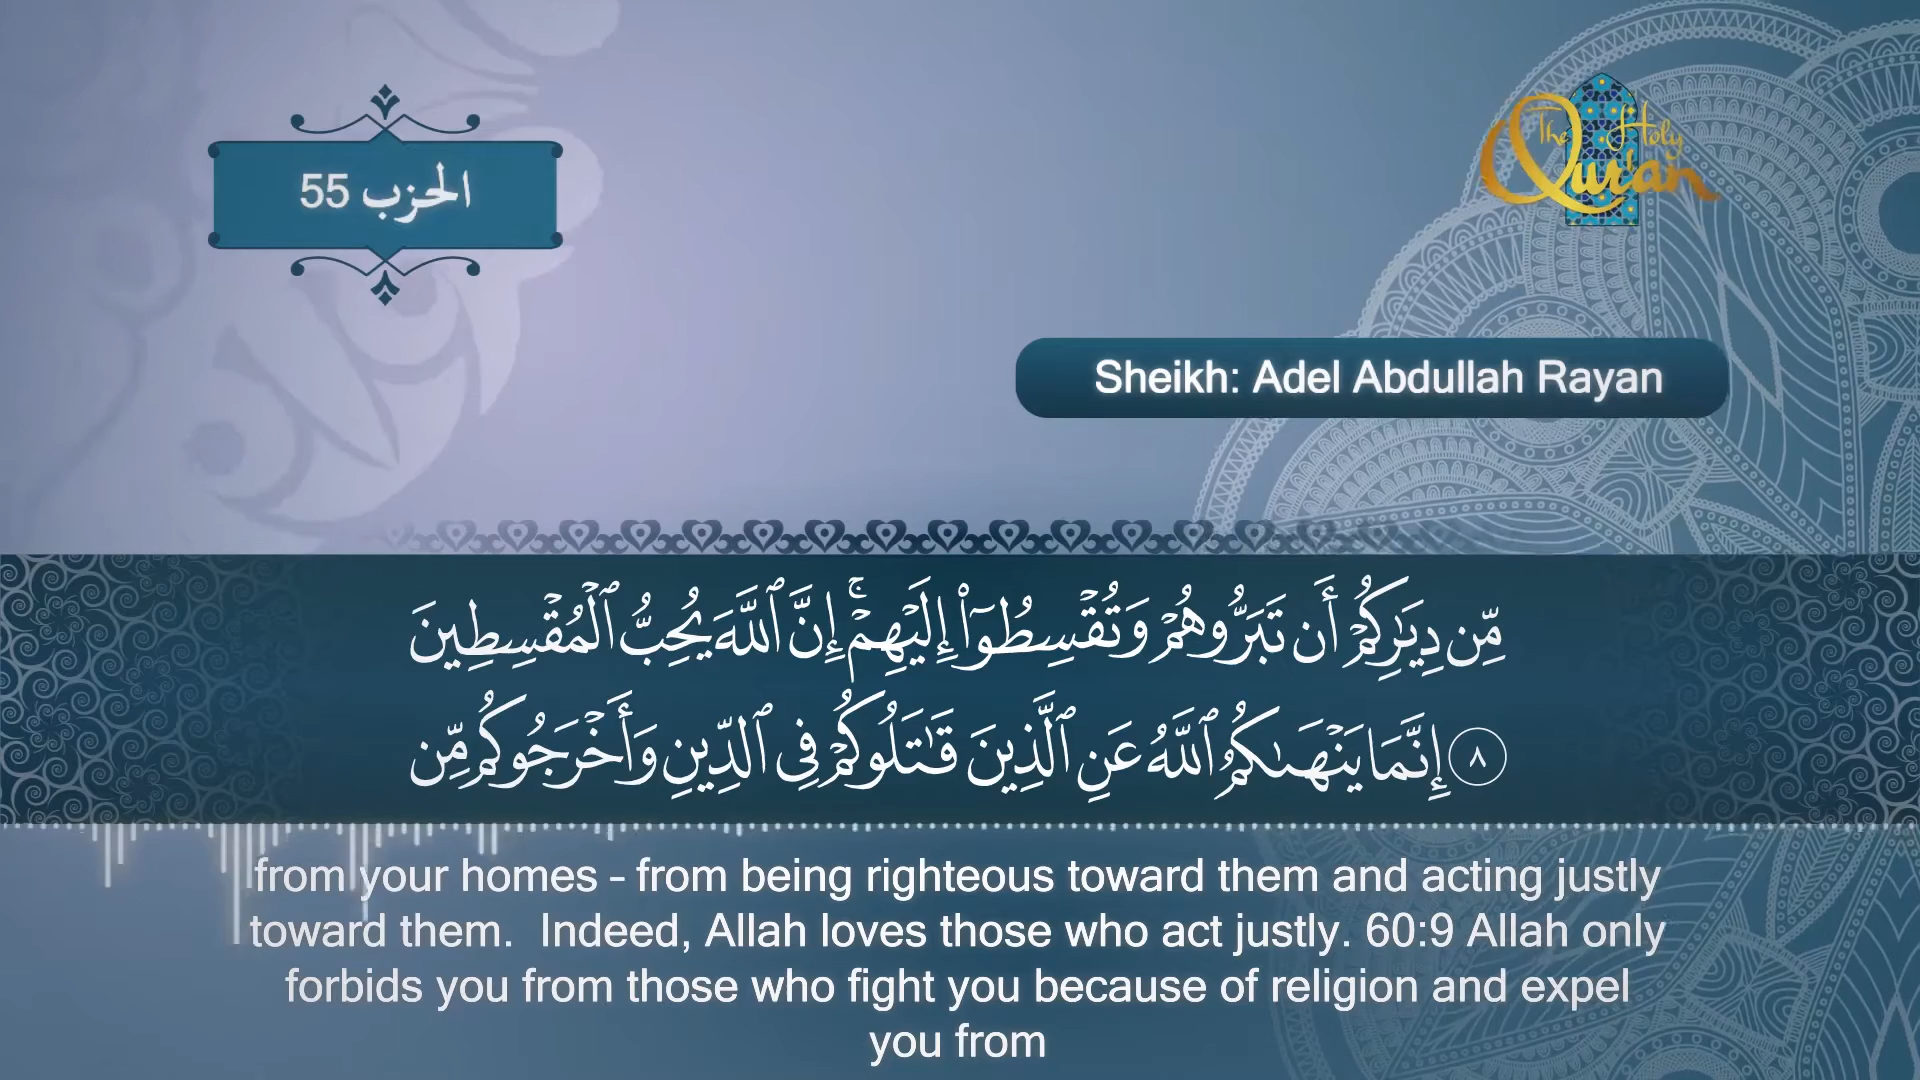 الحزب 55
The Holy Quran
Sheikh: Adel Abdullah Rayan
مِّن دِيَٰرِكُمْ أَن تَبَرُّوهُمْ وَتُقْسِطُوٓا۟ إِلَيْهِمْ ۚ إِنَّ ٱللَّهَ يُحِبُّ ٱلْمُقْسِطِينَ
٨ إِنَّمَا يَنْهَىٰكُمُ ٱللَّهُ عَنِ ٱلَّذِينَ قَٰتَلُوكُمْ فِى ٱلدِّينِ وَأَخْرَجُوكُم مِّن
from your homes - from being righteous toward them and acting justly
toward them.  Indeed, Allah loves those who act justly. 60:9 Allah only
forbids you from those who fight you because of religion and expel
you from